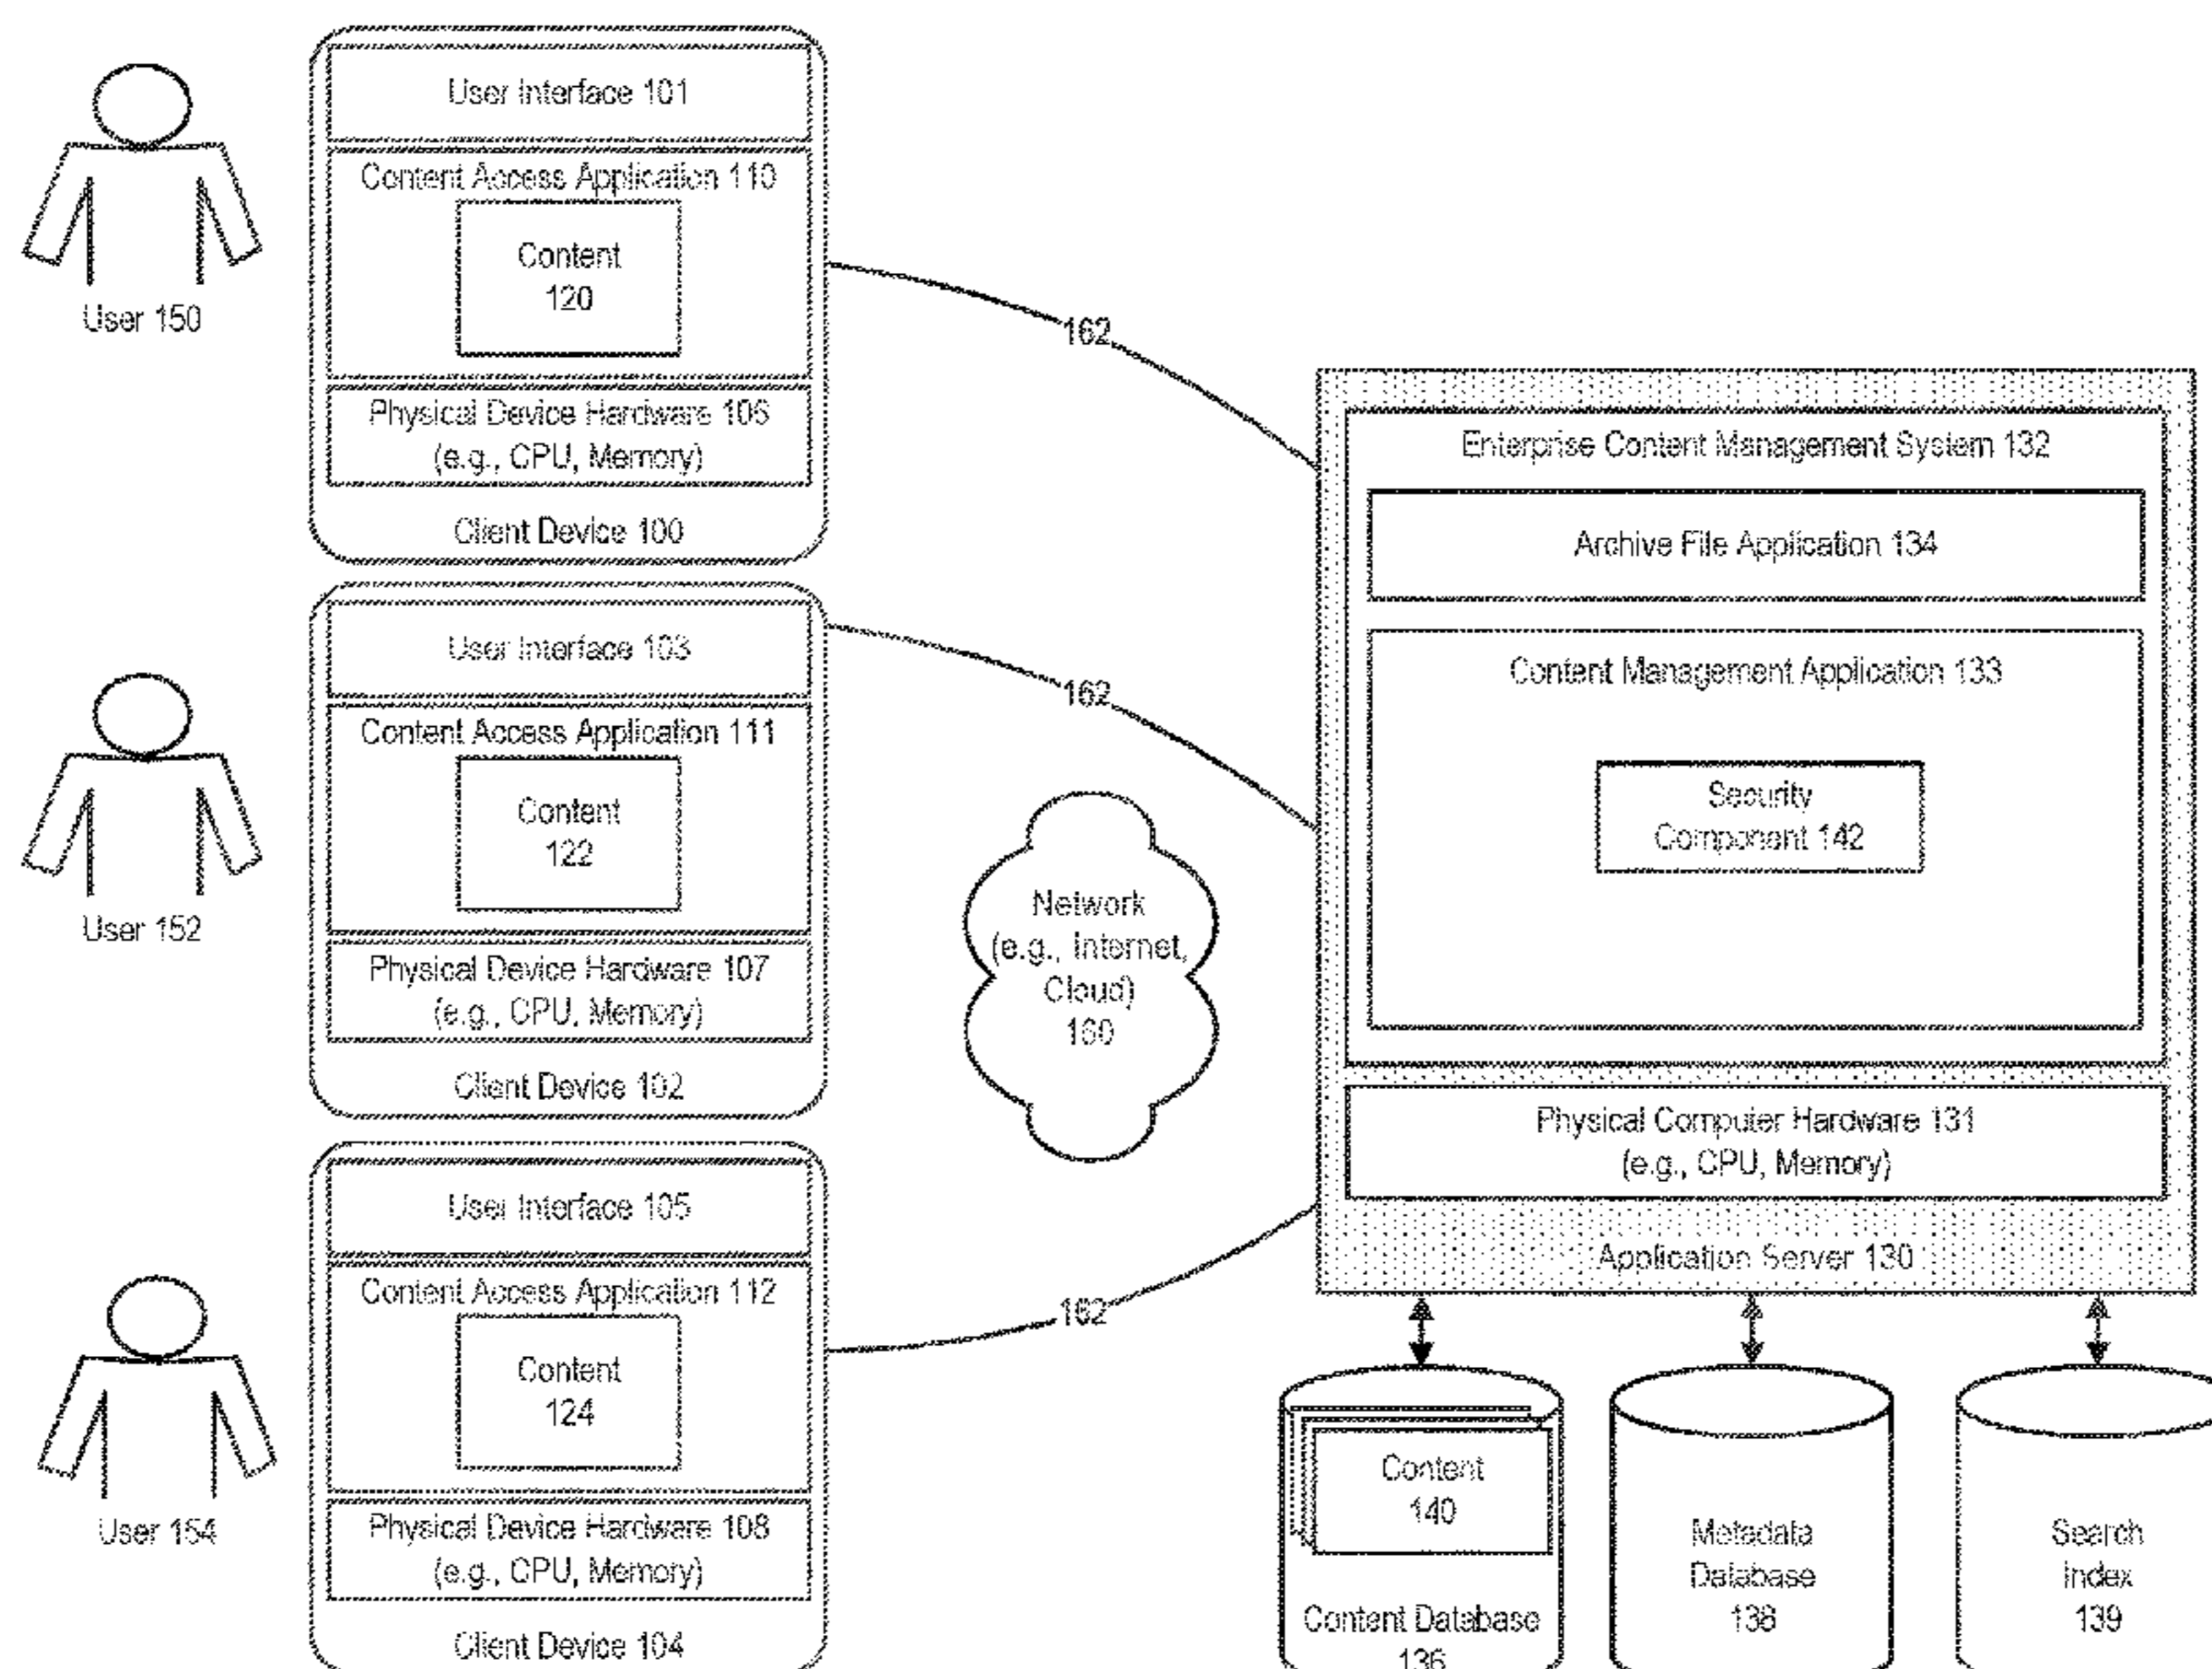 User Interface 101
Content Access Application 110
Content
120
Physical Device Hardware 106
(e.g., CPU, Memory)
Client Device 100
User 150
162
User Interface 103
Content Access Application 111
Content
122
Physical Device Hardware 107
(e.g., CPU, Memory)
Client Device 102
User 152
162
User Interface 105
Content Access Application 112
Content
124
Physical Device Hardware 108
(e.g., CPU, Memory)
Client Device 104
User 154
162
Network
(e.g., Internet,
Cloud)
160
Enterprise Content Management System 132
Archive File Application 134
Content Management Application 133
Security
Component 142
Physical Computer Hardware 131
(e.g., CPU, Memory)
Application Server 130
Content
140
Content Database
136
Metadata
Database
138
Search
Index
139